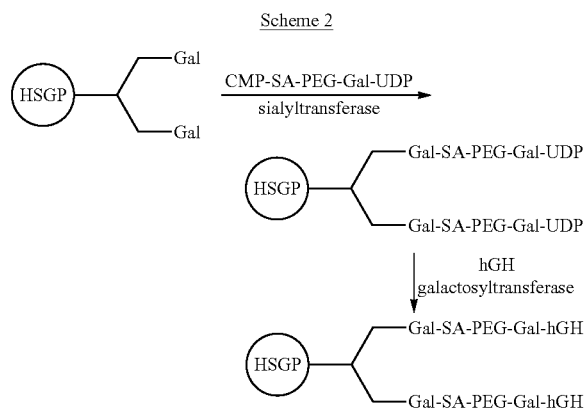 Scheme 2
Gal
HSGP
Gal
CMP-SA-PEG-Gal-UDP
sialyltransferase
Gal-SA-PEG-Gal-UDP
HSGP
Gal-SA-PEG-Gal-UDP
hGH
galactosyltransferase
Gal-SA-PEG-Gal-hGH
HSGP
Gal-SA-PEG-Gal-hGH